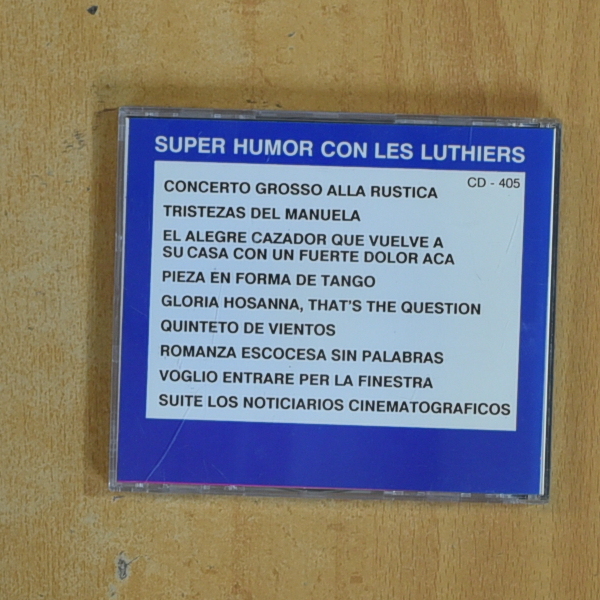 SUPER HUMOR CON LES LUTHIERS
CD - 405
CONCERTO GROSSO ALLA RUSTICA
TRISTEZAS DEL MANUELA
EL ALEGRE CAZADOR QUE VUELVE A
SU CASA CON UN FUERTE DOLOR ACA
PIEZA EN FORMA DE TANGO
GLORIA HOSANNA, THAT'S THE QUESTION
QUINTETO DE VIENTOS
ROMANZA ESCOCESA SIN PALABRAS
VOGLIO ENTRARE PER LA FINESTRA
SUITE LOS NOTICIARIOS CINEMATOGRAFICOS